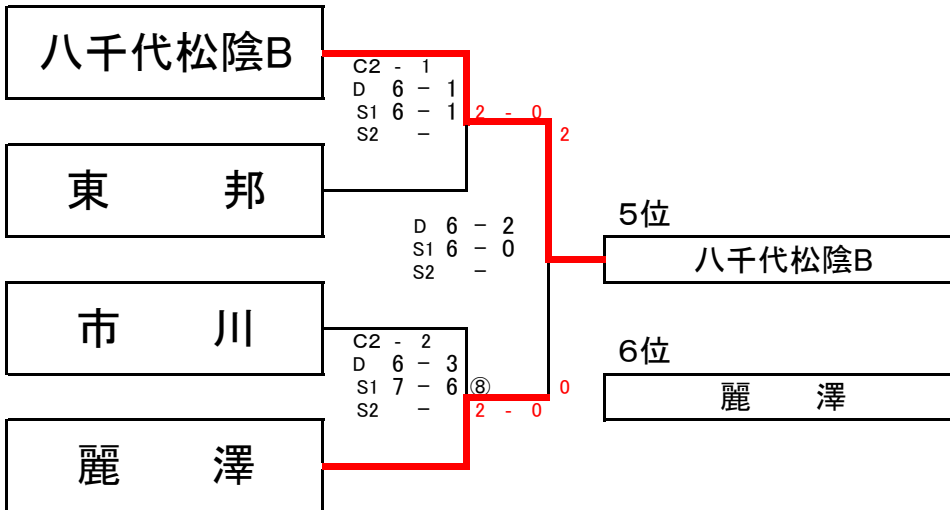 八千代松陰B
C2 - 1
D 6 - 1
S1 6 - 1
S2 -
2 - 0
2
東 邦
D 6 - 2
S1 6 - 0
S2 -
5位
八千代松陰B
市 川
C2 - 2
D 6 - 3
S1 7 - 6 ⑧
S2 -
2 - 0
0
6位
麗 澤
麗 澤